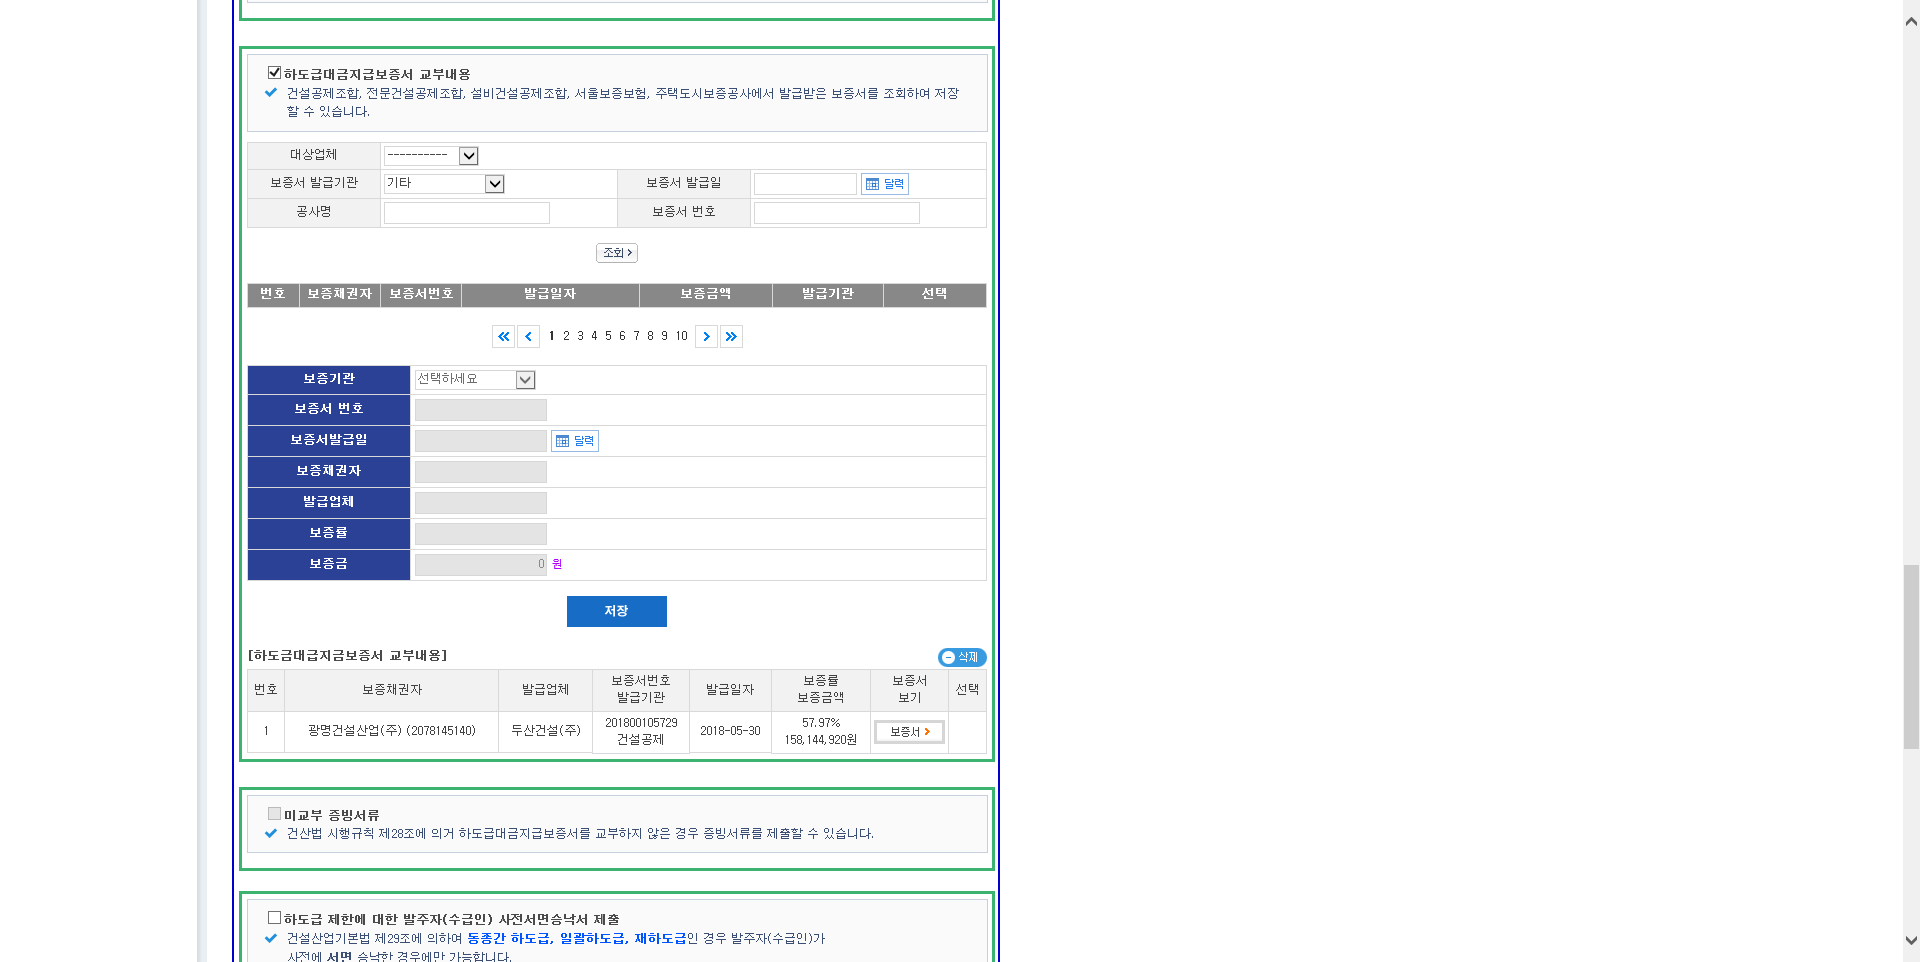 하도급대금지급보증서 교부내용
건설공제조합, 전문건설공제조합, 설비건설공제조합, 서울보증보험, 주택도시보증공사에서 발급받은 보증서를 조회하여 저장
할 수 있습니다.
대상업체 ----------
보증서 발급기관 기타 보증서 발급일 달력
공사명 보증서 번호
조회
번호 보증채권자 보증서번호 발급일자 보증금액 발급기관 선택
1 2 3 4 5 6 7 8 9 10
보증기관 선택하세요
보증서 번호
보증서발급일 달력
보증채권자
발급업체
보증률
보증금 0 원
저장
[하도금대급지금보증서 교부내용] 삭제
번호 보증채권자 발급업체 보증서번호 발급기관 발급일자 보증률 보증금액 보증서 보기 선택
1 광명건설산업(주) (2078145140) 두산건설(주) 201800105729 건설공제 2018-05-30 57.97% 158,144,920원 보증서
미교부 증빙서류
건산법 시행규칙 제28조에 의거 하도급대금지급보증서를 교부하지 않은 경우 증빙서류를 제출할 수 있습니다.
하도급 제한에 대한 발주자(수급인) 사전서면승낙서 제출
건설산업기본법 제29조에 의하여 동종간 하도급, 일괄하도급, 재하도급인 경우 발주자(수급인)가
사전에 서면 승낙한 경우에만 가능합니다.